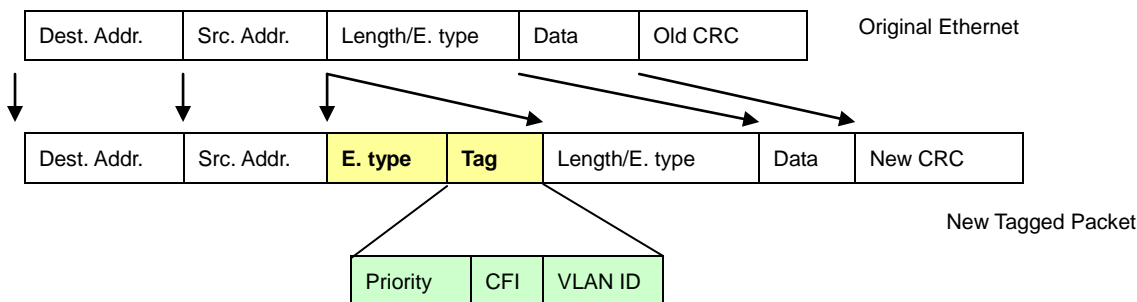 Dest. Addr. Src. Addr. Length/E. type Data Old CRC
Original Ethernet
Dest. Addr. Src. Addr. E. type Tag Length/E. type Data New CRC
New Tagged Packet
Priority CFI VLAN ID